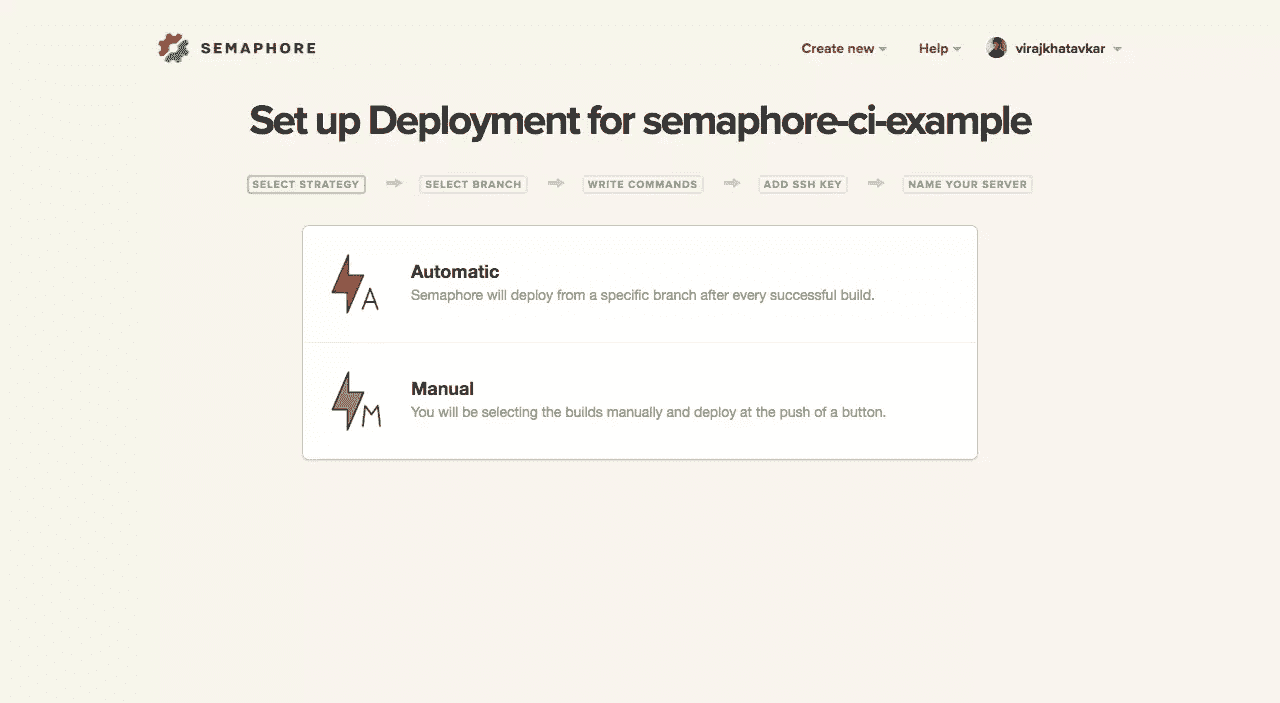 SEMAPHORE
Create new
Help
virajkhatavkar
Set up Deployment for semaphore-ci-example
SELECT STRATEGY
SELECT BRANCH
WRITE COMMANDS
ADD SSH KEY
NAME YOUR SERVER
A
Automatic
Semaphore will deploy from a specific branch after every successful build.
M
Manual
You will be selecting the builds manually and deploy at the push of a button.